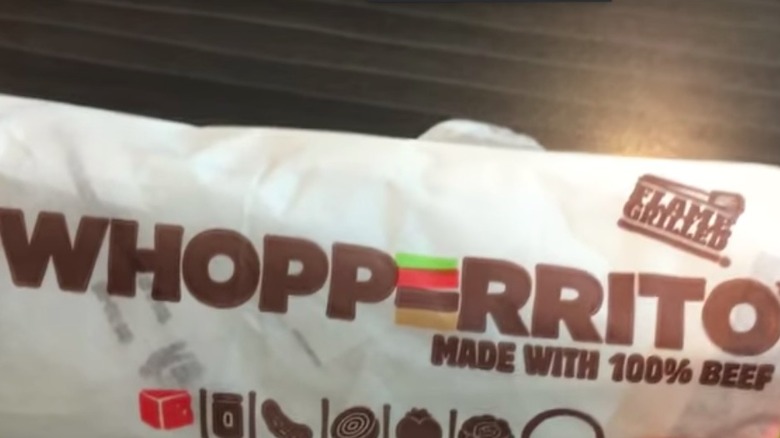 FLAME
GRILLED
WHOPPERRITO
MADE WITH 100% BEEF